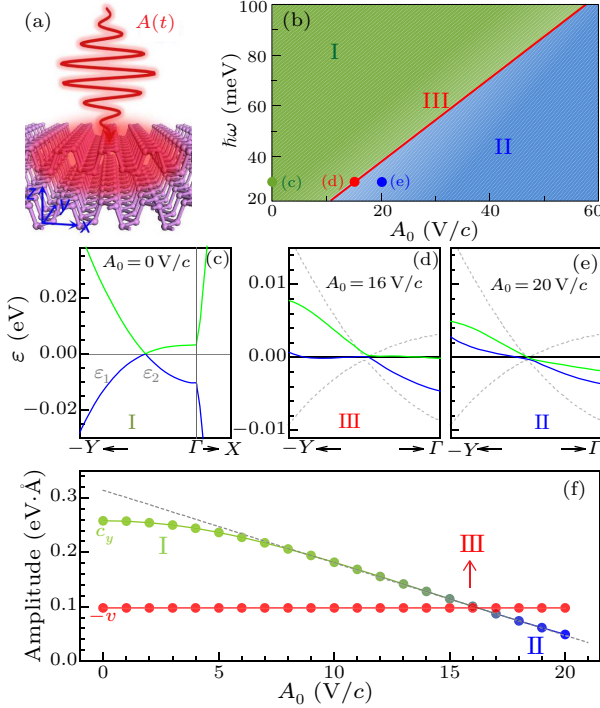 (a)
A(t)
z
y
x
(b)
ħω (meV)
100
80
60
40
20
I
III
II
(c)
(d)
(e)
0
20
40
60
A₀ (V/c)
ε (eV)
0.02
0.00
−0.02
A₀ = 0 V/c
(c)
ε₁
ε₂
I
−Y
Γ
X
0.01
0.00
−0.01
(d)
A₀ = 16 V/c
III
−Y
Γ
(e)
A₀ = 20 V/c
II
−Y
Γ
Amplitude (eV·Å)
0.3
0.2
0.1
0.0
(f)
c_y
I
−v
III
II
0
5
10
15
20
A₀ (V/c)